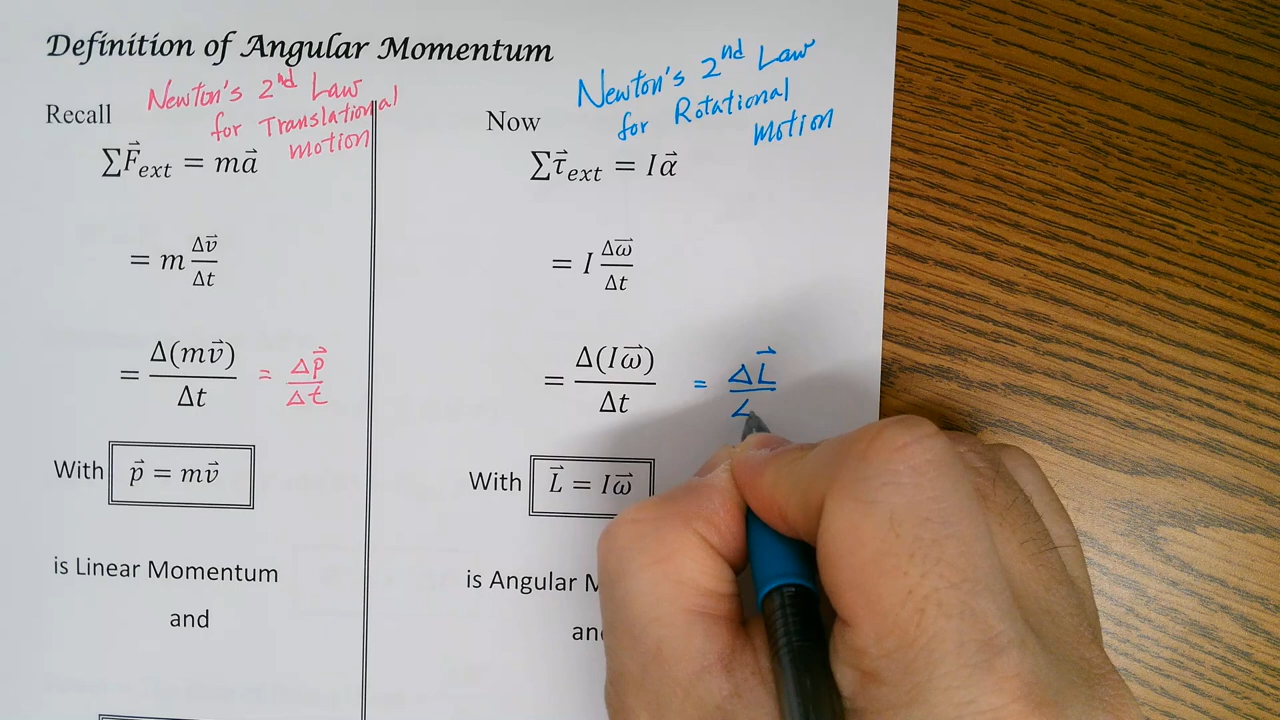 Definition of Angular Momentum
Recall
Newton's 2nd Law
for Translational
motion
ΣF⃗ext = ma⃗
= m Δv⃗/Δt
= Δ(mv⃗)/Δt = Δp⃗/Δt
With p⃗ = mv⃗
is Linear Momentum
and
Now
Newton's 2nd Law
for Rotational
motion
Στ⃗ext = Iα⃗
= I Δω⃗/Δt
= Δ(Iω⃗)/Δt = ΔL⃗
With L⃗ = Iω⃗
is Angular